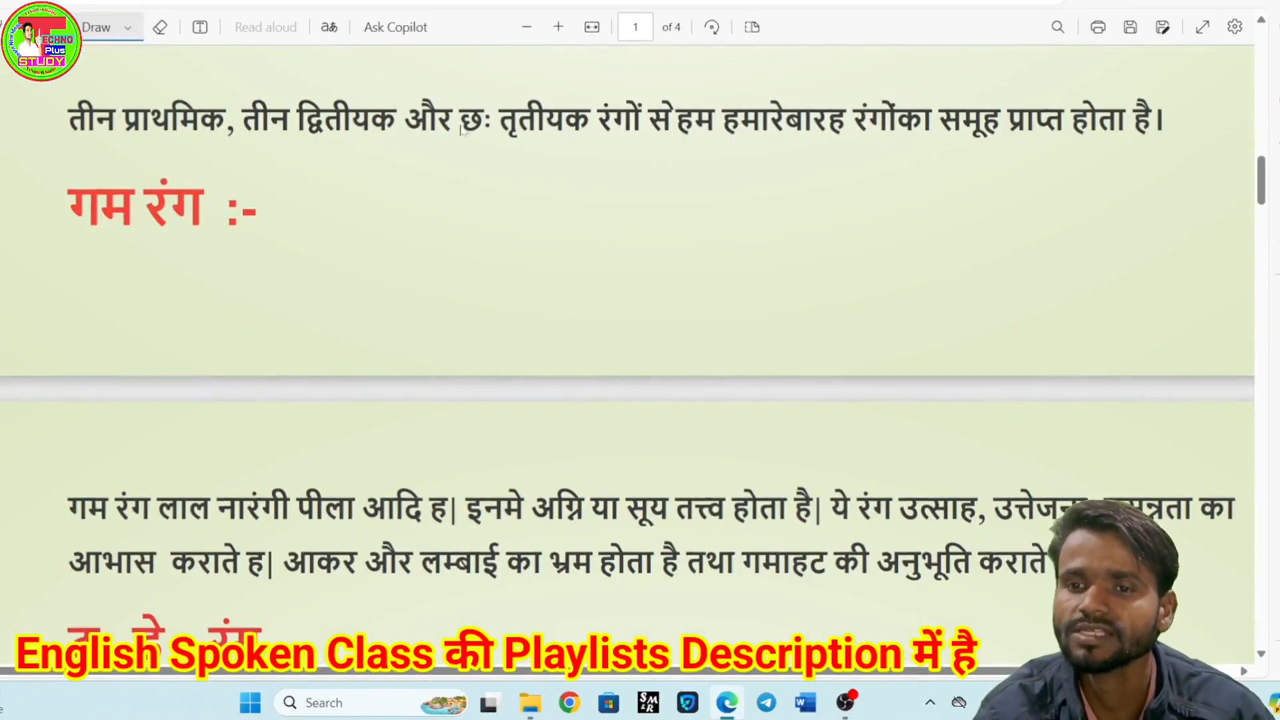 TECHNO
Plus
STUDY
Draw
Read aloud
Ask Copilot
1 of 4
तीन प्राथमिक, तीन द्वितीयक और छः तृतीयक रंगों से हम हमारेबारह रंगोंका समूह प्राप्त होता है।
गम रंग :-
गम रंग लाल नारंगी पीला आदि ह| इनमे अग्नि या सूय तत्त्व होता है| ये रंग उत्साह, का
आभास कराते ह| आकर और लम्बाई का भ्रम होता है तथा गमाहट की अनुभूति कराते
रंग
English Spoken Class की Playlists Description में है
Search